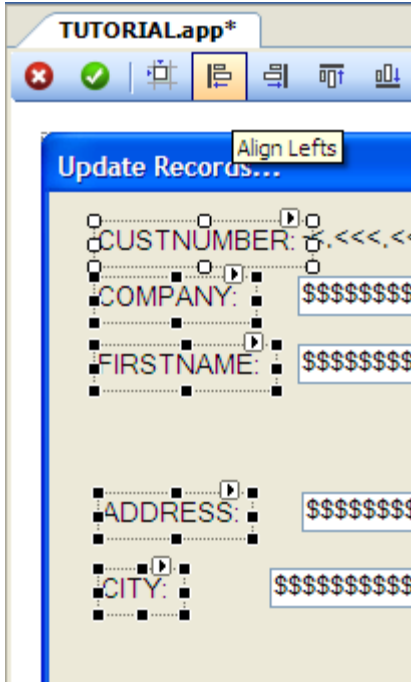 TUTORIAL.app*
Align Lefts
Update Records...
CUSTNUMBER: -<.<<<.<
COMPANY: $$$$$$$$
FIRSTNAME: $$$$$$$$
ADDRESS: $$$$$$$$
CITY: $$$$$$$$$$